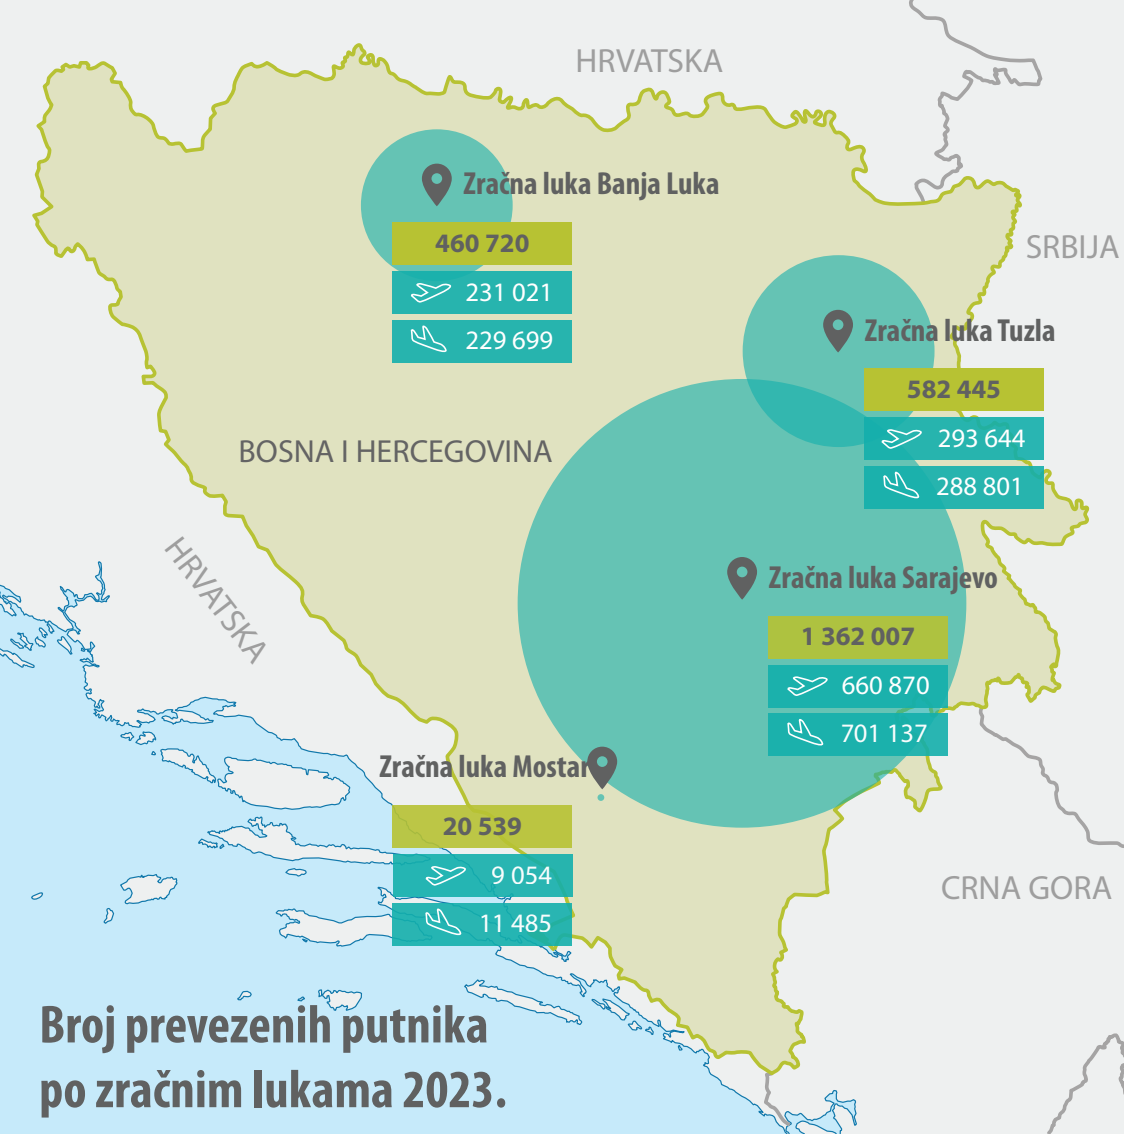 HRVATSKA
Zračna luka Banja Luka
460 720
231 021
229 699
SRBIJA
Zračna luka Tuzla
582 445
293 644
288 801
BOSNA I HERCEGOVINA
HRVATSKA
Zračna luka Sarajevo
1 362 007
660 870
701 137
Zračna luka Mostar
20 539
9 054
11 485
CRNA GORA
Broj prevezenih putnika
po zračnim lukama 2023.